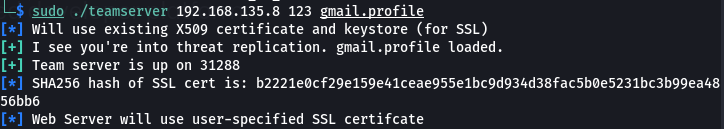 └─$ sudo ./teamserver 192.168.135.8 123 gmail.profile
[*] Will use existing X509 certificate and keystore (for SSL)
[+] I see you're into threat replication. gmail.profile loaded.
[+] Team server is up on 31288
[*] SHA256 hash of SSL cert is: b2221e0cf29e159e41ceae955e1bc9d934d38fac5b0e5231bc3b99ea48
56bb6
[*] Web Server will use user-specified SSL certifcate